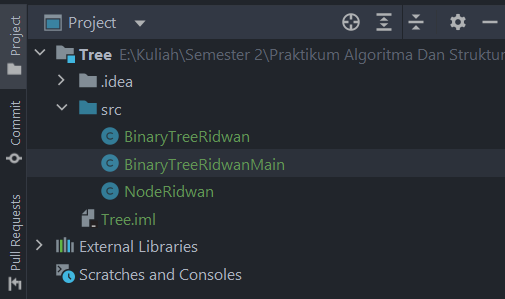 Project
Project
Commit
Pull Requests
Tree E:\Kuliah\Semester 2\Praktikum Algoritma Dan Struktur
.idea
src
BinaryTreeRidwan
BinaryTreeRidwanMain
NodeRidwan
Tree.iml
External Libraries
Scratches and Consoles